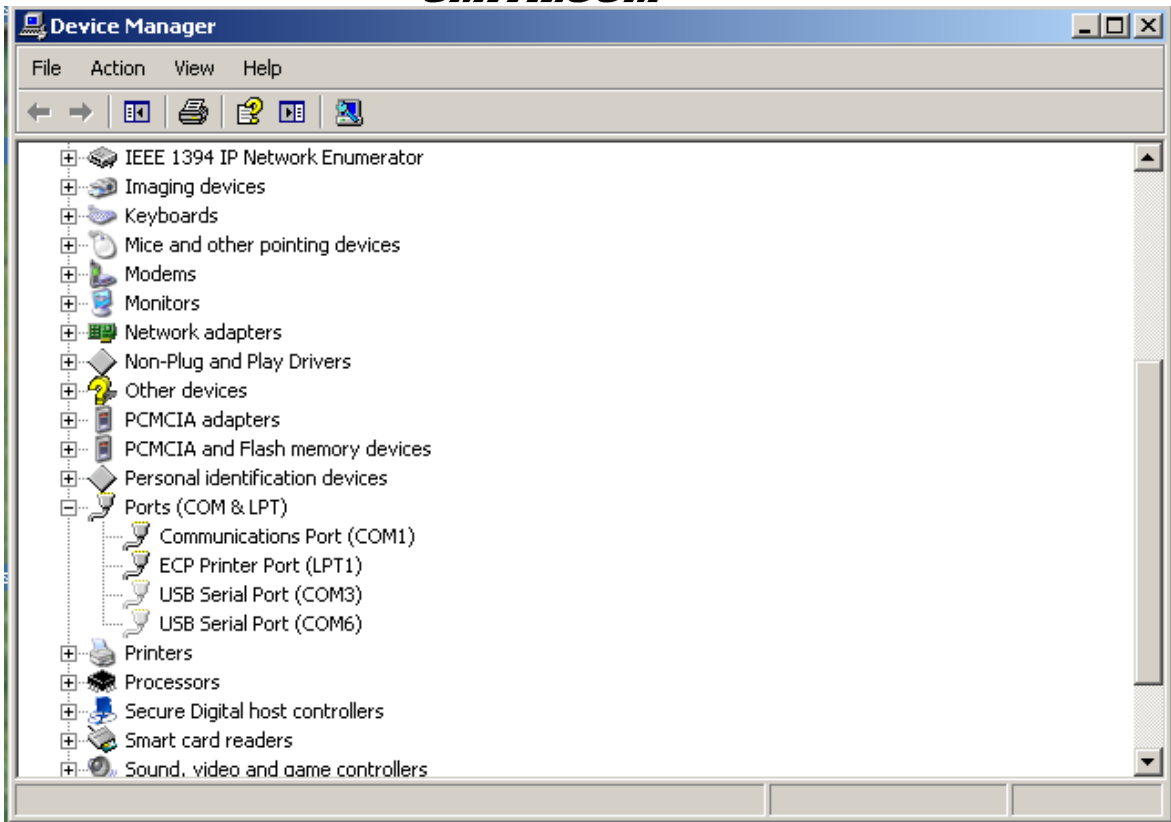 Device Manager
File Action View Help
IEEE 1394 IP Network Enumerator
Imaging devices
Keyboards
Mice and other pointing devices
Modems
Monitors
Network adapters
Non-Plug and Play Drivers
Other devices
PCMCIA adapters
PCMCIA and Flash memory devices
Personal identification devices
Ports (COM & LPT)
Communications Port (COM1)
ECP Printer Port (LPT1)
USB Serial Port (COM3)
USB Serial Port (COM6)
Printers
Processors
Secure Digital host controllers
Smart card readers
Sound, video and game controllers